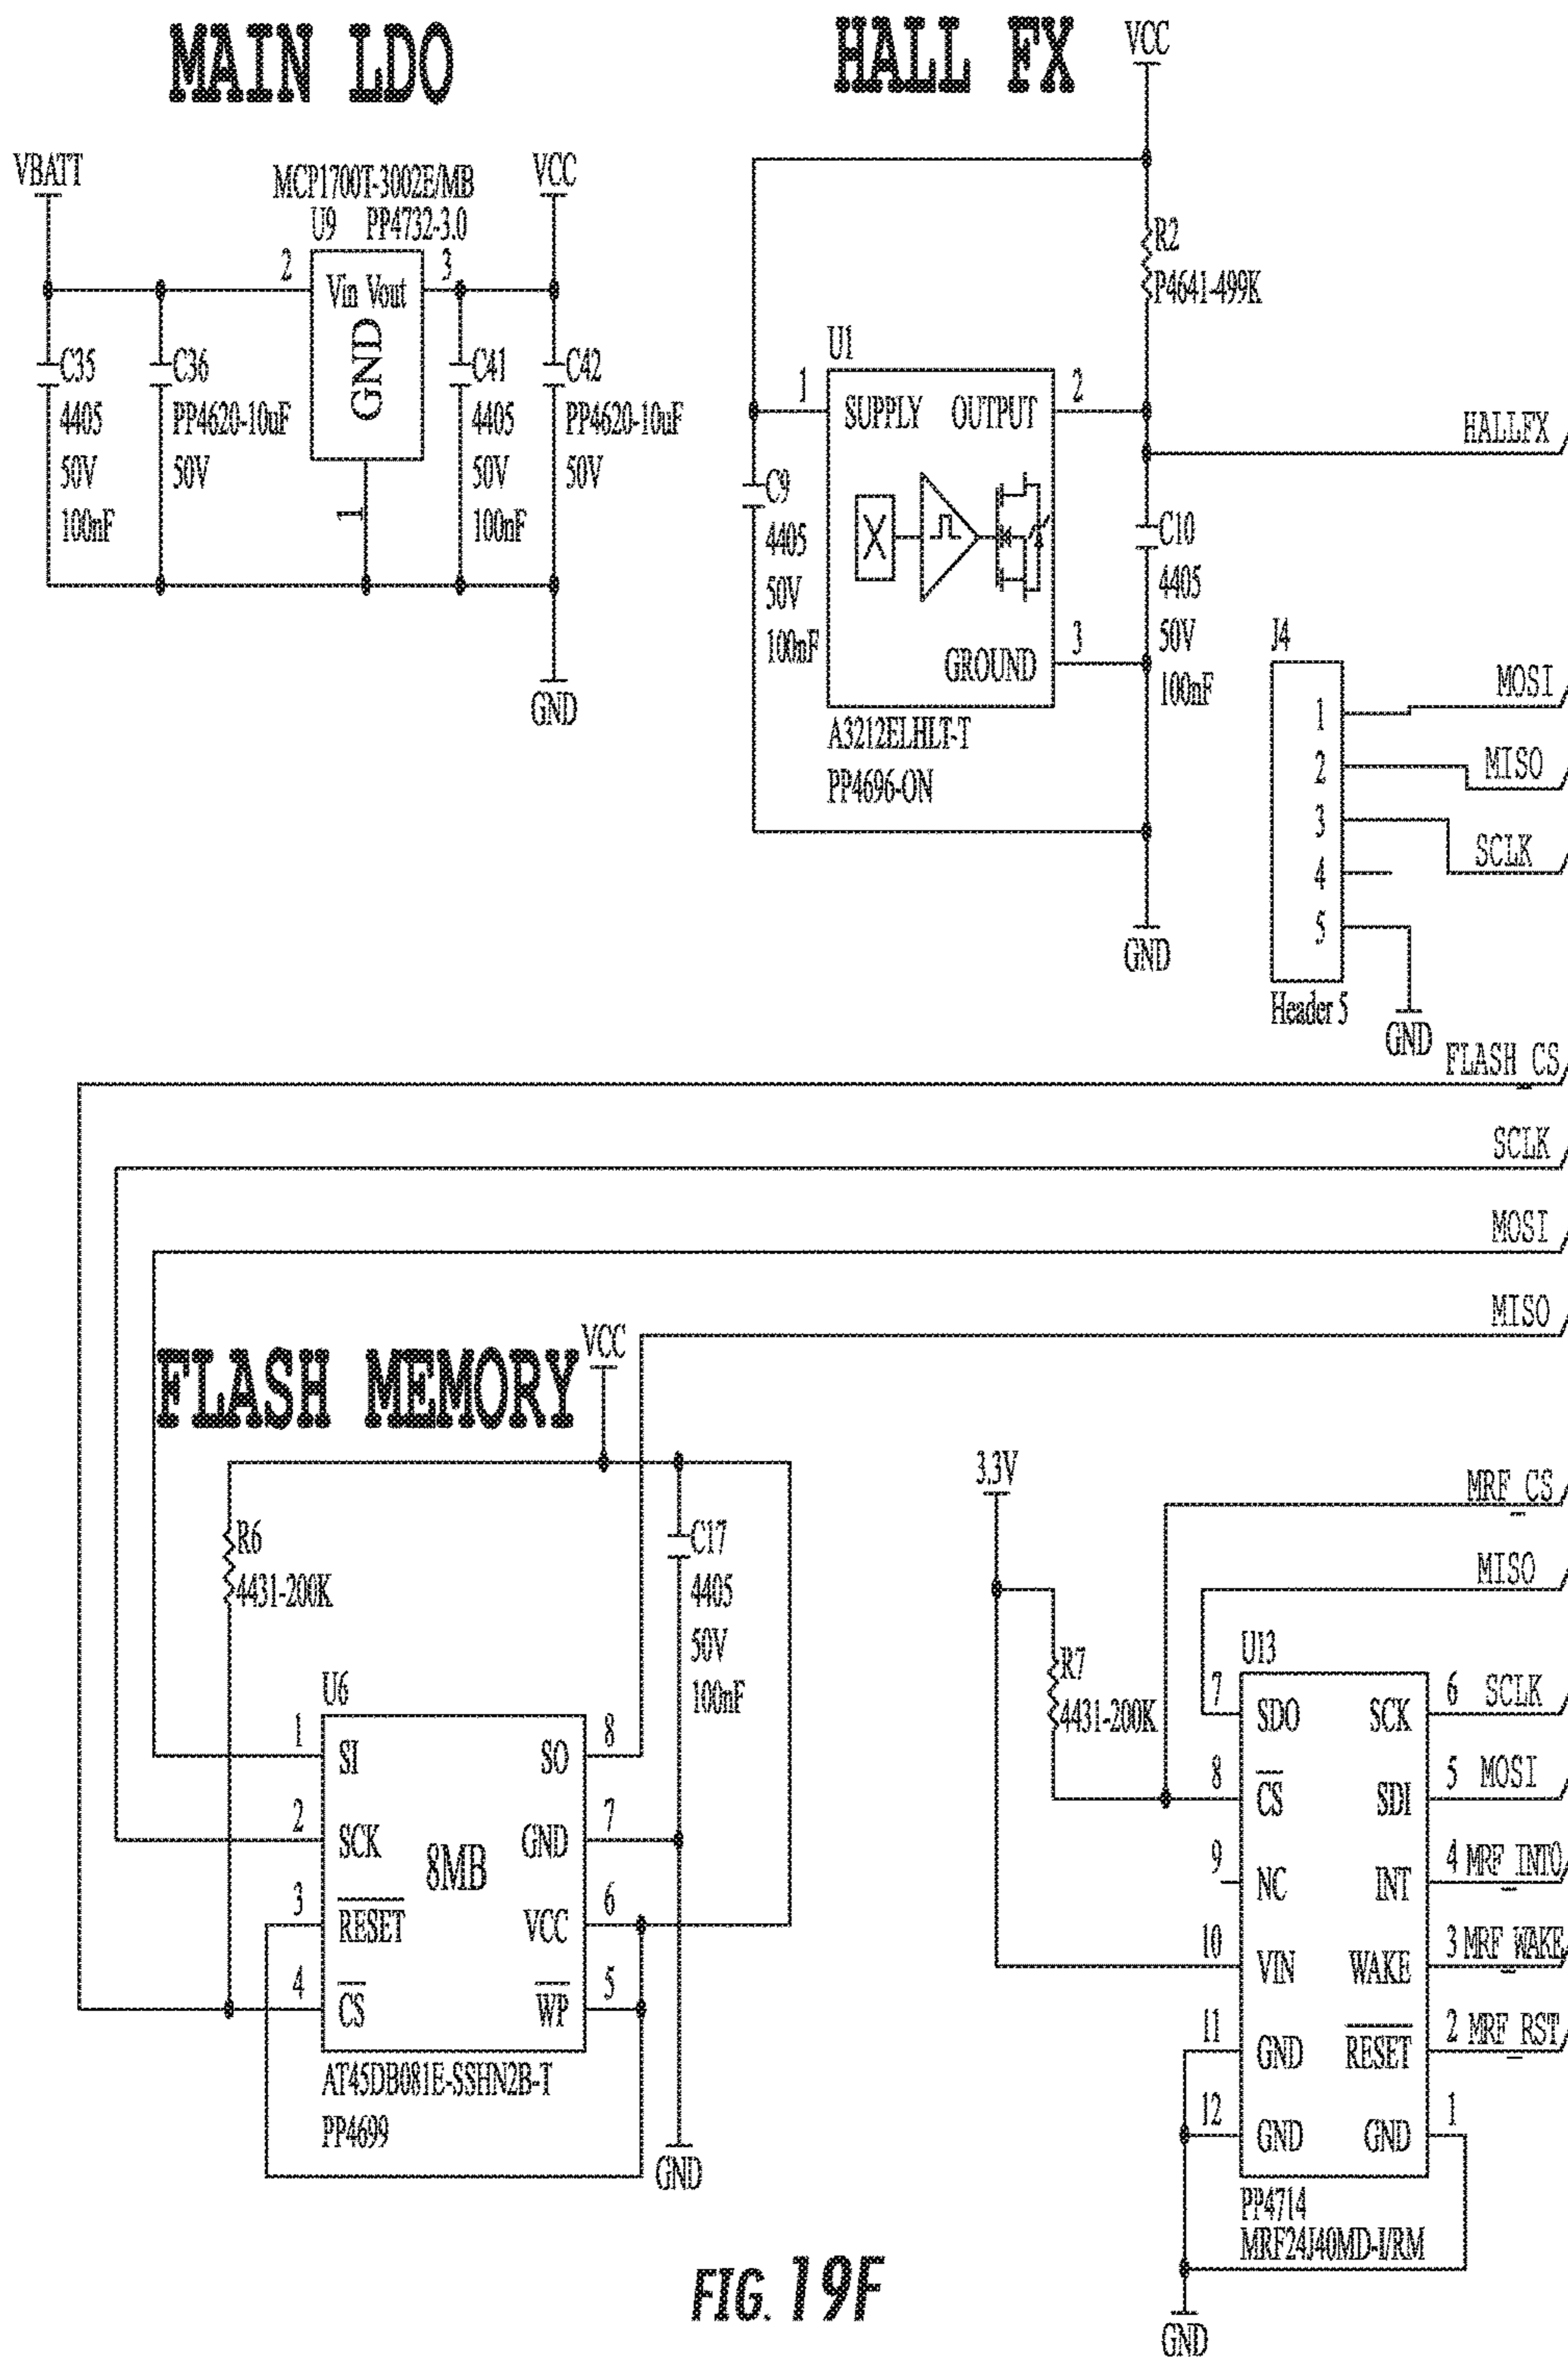 MAIN LDO
VBATT
MCP1700T-3002E/MB
U9 PP4732-3.0
VCC
2
3
Vin Vout
GND
1
C35
4405
50V
100nF
C36
PP4620-10uF
50V
C41
4405
50V
100nF
C42
PP4620-10uF
50V
GND
HALL FX
VCC
R2
P4641-499K
U1
1
SUPPLY
OUTPUT
2
HALLFX
C9
4405
50V
100nF
C10
4405
50V
100nF
GROUND
3
A3212ELHLT-T
PP4696-ON
GND
J4
1
MOSI
2
MISO
3
SCLK
4
5
Header 5
GND
FLASH_CS
SCLK
MOSI
MISO
FLASH MEMORY
VCC
R6
4431-200K
C17
4405
50V
100nF
U6
1
SI
SO
8
2
SCK
GND
7
8MB
3
RESET
VCC
6
4
CS
WP
5
AT45DB081E-SSHN2B-T
PP4699
GND
3.3V
MRF_CS
MISO
R7
4431-200K
U13
7
SDO
SCK
6
SCLK
8
CS
SDI
5
MOSI
9
NC
INT
4
MRF_INTO
10
VIN
WAKE
3
MRF_WAKE
11
GND
RESET
2
MRF_RST
12
GND
GND
1
PP4714
MRF24J40MD-I/RM
GND
FIG. 19F